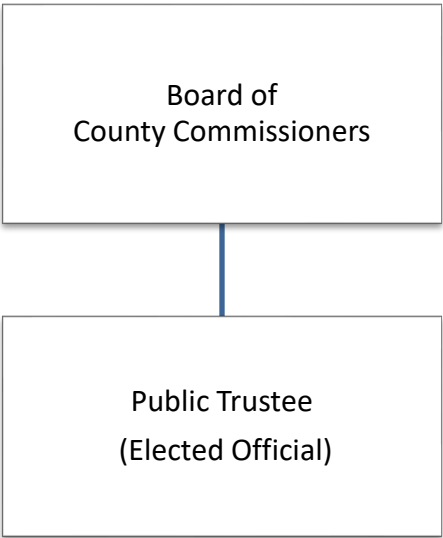 Board of
County Commissioners
Public Trustee
(Elected Official)